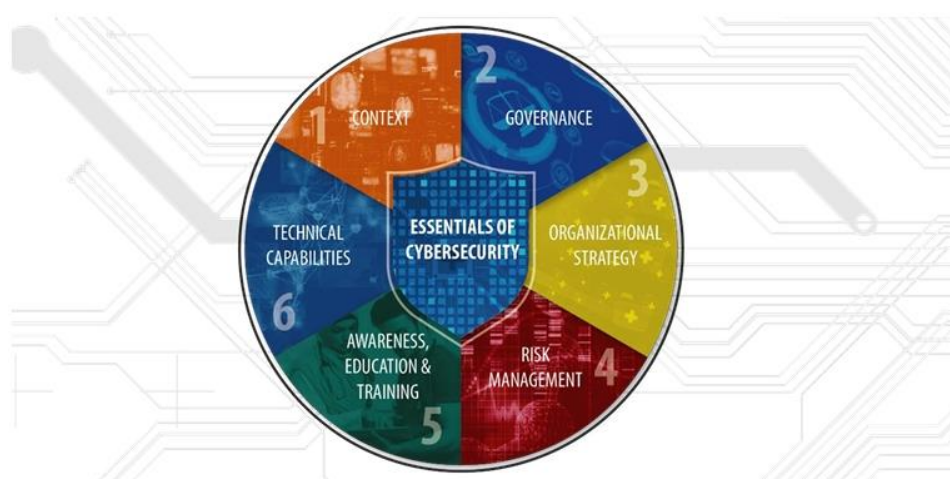 1
CONTEXT
2
GOVERNANCE
3
ORGANIZATIONAL
STRATEGY
4
RISK
MANAGEMENT
5
AWARENESS,
EDUCATION &
TRAINING
6
TECHNICAL
CAPABILITIES
ESSENTIALS OF
CYBERSECURITY